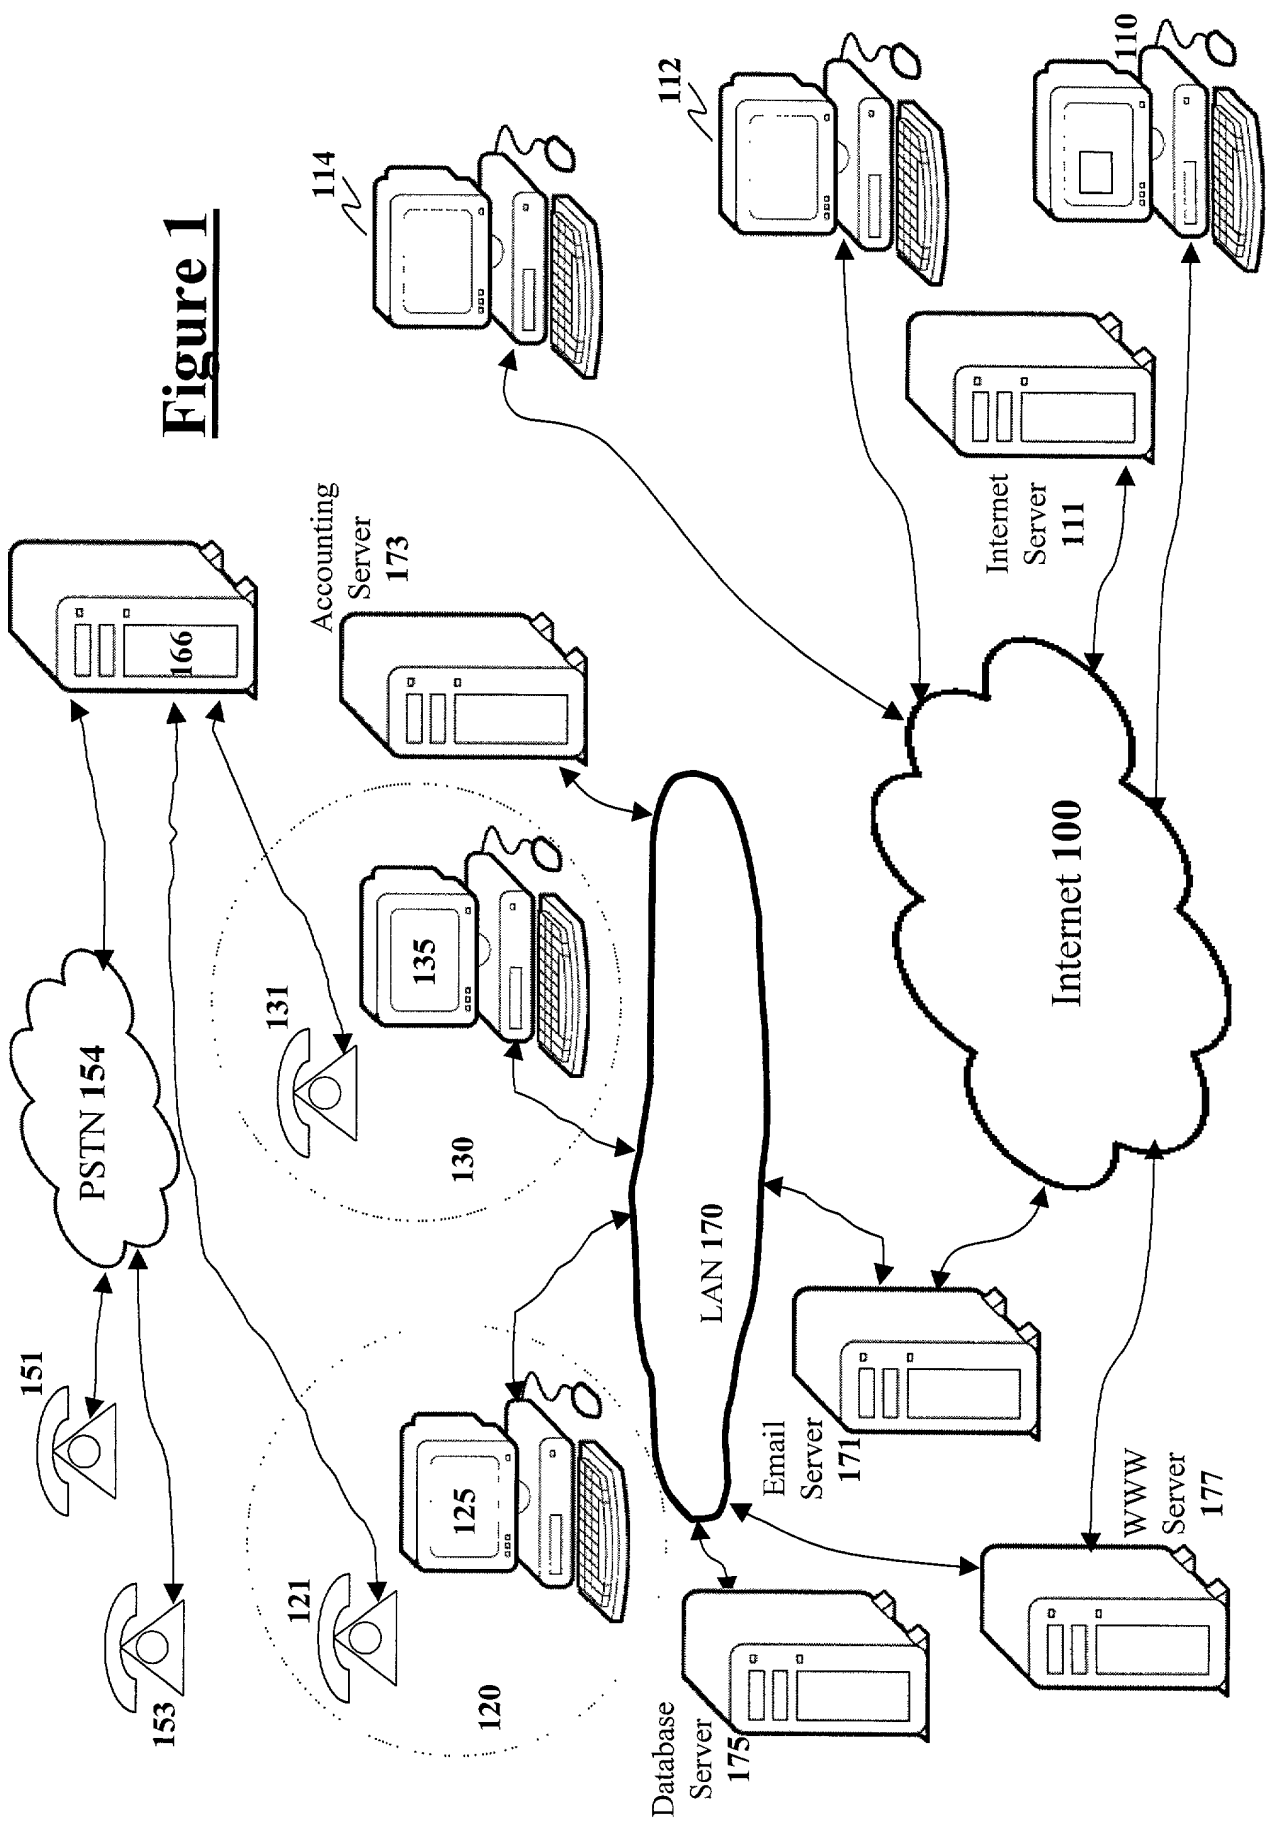 Figure 1
151
153
PSTN 154
166
121
120
125
131
130
135
Accounting
Server
173
114
112
110
LAN 170
Database
Server
175
Email
Server
171
WWW
Server
177
Internet 100
Internet
Server
111